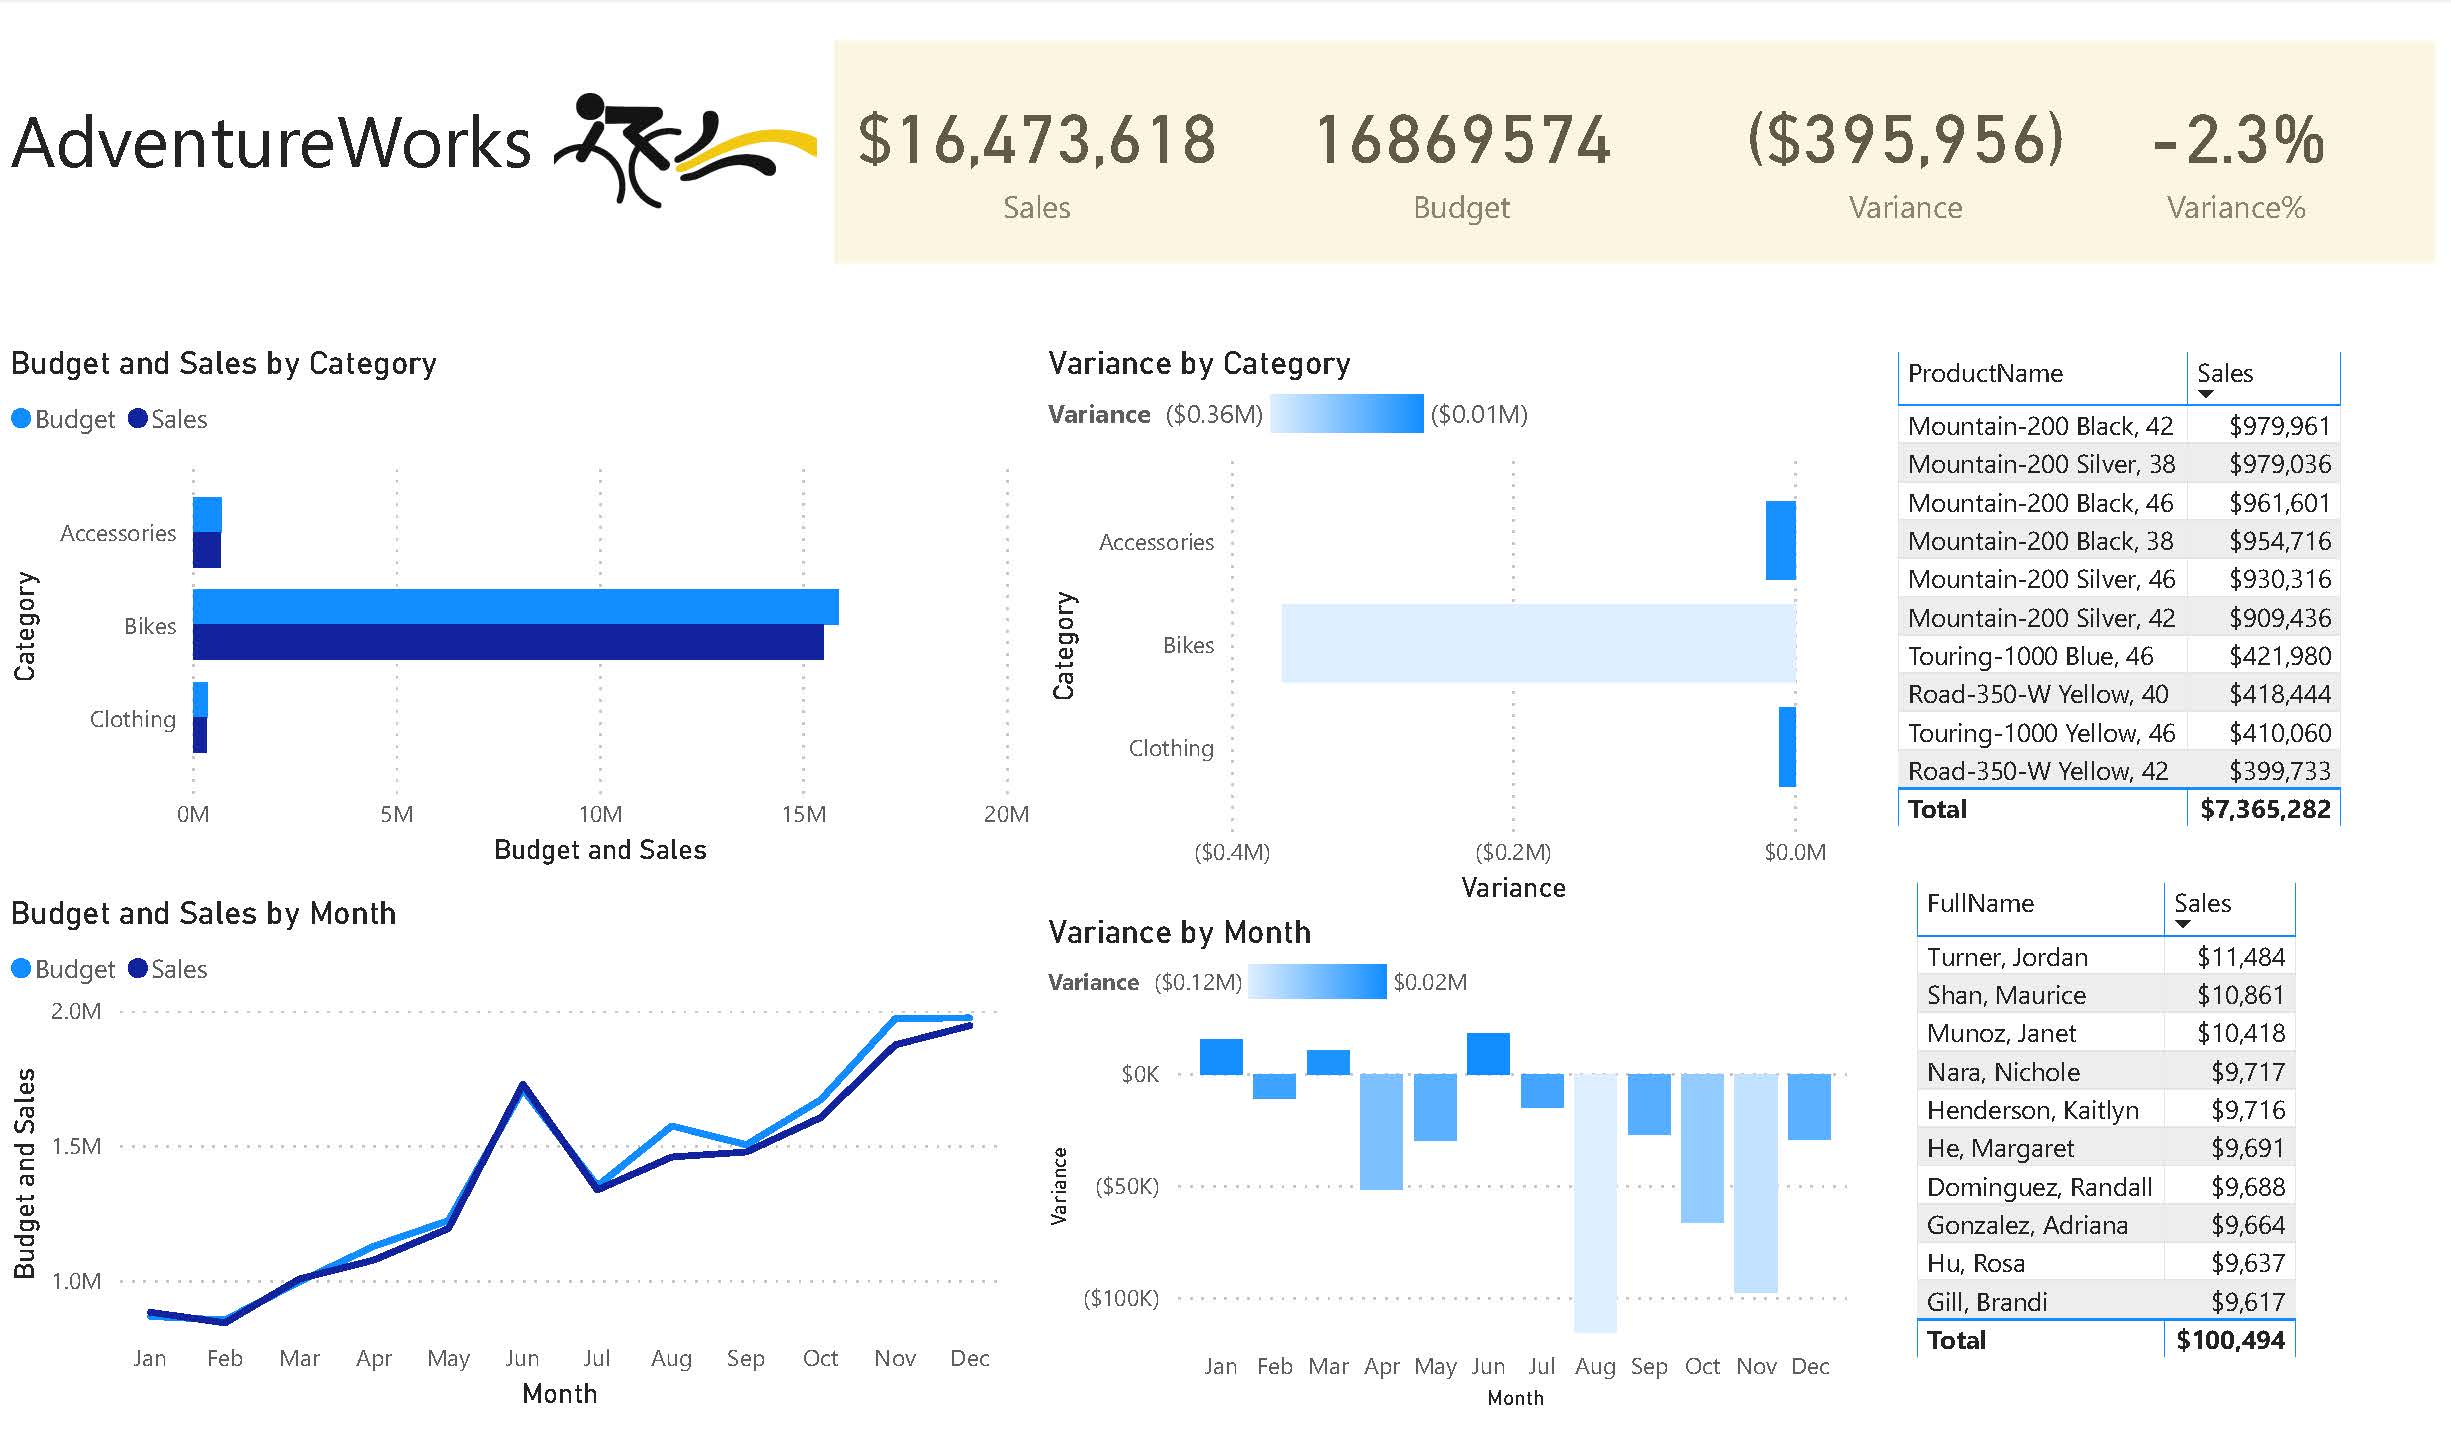 AdventureWorks
$16,473,618
Sales
16869574
Budget
($395,956)
Variance
-2.3%
Variance%
Budget and Sales by Category
Budget Sales
Category
Accessories
Bikes
Clothing
0M 5M 10M 15M 20M
Budget and Sales
Variance by Category
Variance ($0.36M) ($0.01M)
Category
Accessories
Bikes
Clothing
($0.4M) ($0.2M) $0.0M
Variance
ProductName Sales
Mountain-200 Black, 42 $979,961
Mountain-200 Silver, 38 $979,036
Mountain-200 Black, 46 $961,601
Mountain-200 Black, 38 $954,716
Mountain-200 Silver, 46 $930,316
Mountain-200 Silver, 42 $909,436
Touring-1000 Blue, 46 $421,980
Road-350-W Yellow, 40 $418,444
Touring-1000 Yellow, 46 $410,060
Road-350-W Yellow, 42 $399,733
Total $7,365,282
Budget and Sales by Month
Budget Sales
Budget and Sales
2.0M
1.5M
1.0M
Jan Feb Mar Apr May Jun Jul Aug Sep Oct Nov Dec
Month
Variance by Month
Variance ($0.12M) $0.02M
Variance
$0K
($50K)
($100K)
Jan Feb Mar Apr May Jun Jul Aug Sep Oct Nov Dec
Month
FullName Sales
Turner, Jordan $11,484
Shan, Maurice $10,861
Munoz, Janet $10,418
Nara, Nichole $9,717
Henderson, Kaitlyn $9,716
He, Margaret $9,691
Dominguez, Randall $9,688
Gonzalez, Adriana $9,664
Hu, Rosa $9,637
Gill, Brandi $9,617
Total $100,494